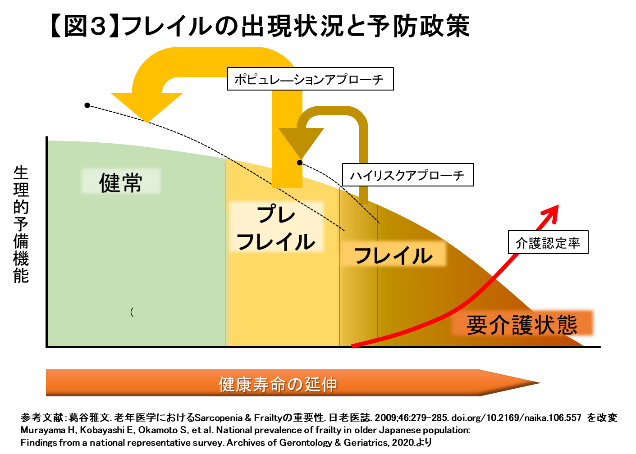 【図3】フレイルの出現状況と予防政策
ポピュレーションアプローチ
ハイリスクアプローチ
生理的予備機能
健常
プレ
フレイル
フレイル
介護認定率
要介護状態
(
健康寿命の延伸
参考文献:葛谷雅文. 老年医学におけるSarcopenia & Frailtyの重要性. 日老医誌. 2009;46:279-285. doi.org/10.2169/naika.106.557 を改変
Murayama H, Kobayashi E, Okamoto S, et al. National prevalence of frailty in older Japanese population:
Findings from a national representative survey. Archives of Gerontology & Geriatrics, 2020.より